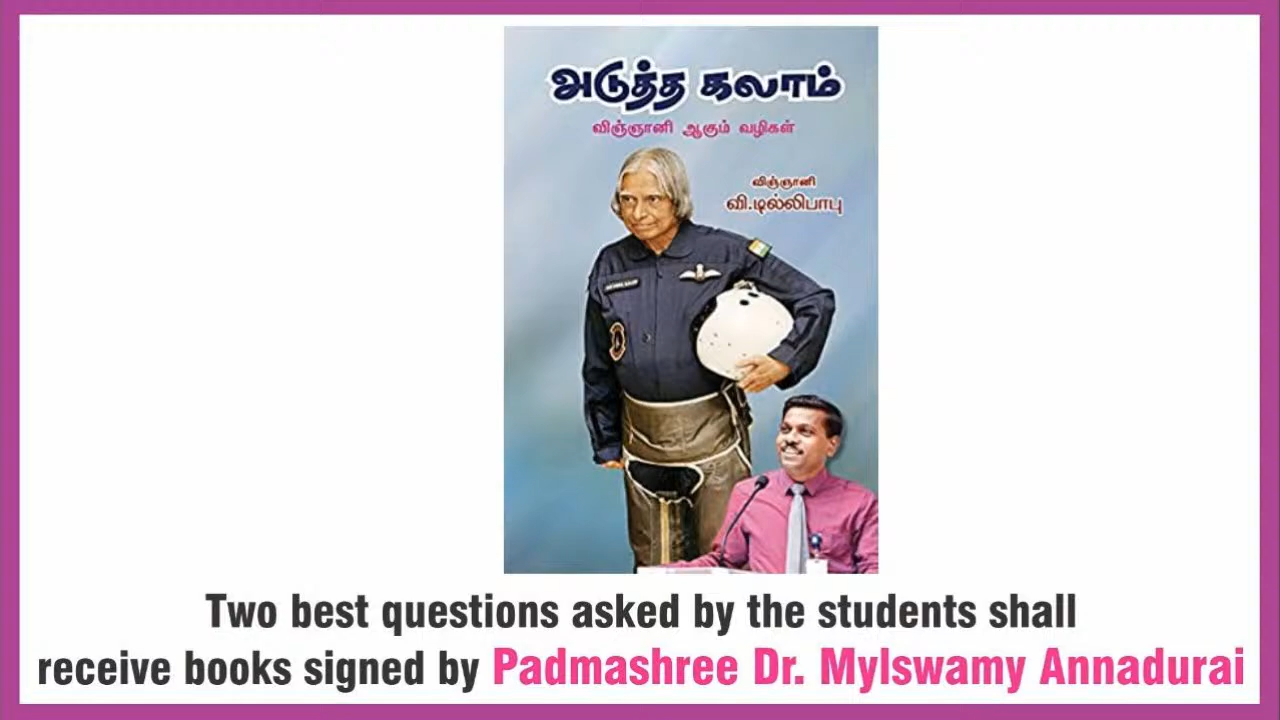 அடுத்த கலாம்
விஞ்ஞானி ஆகும் வழிகள்
விஞ்ஞானி
வி.டில்லிபாபு
Two best questions asked by the students shall
receive books signed by Padmashree Dr. Mylswamy Annadurai